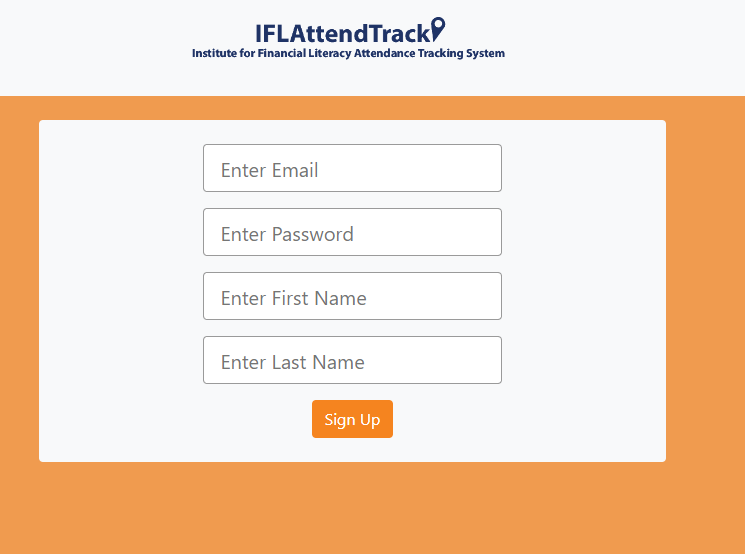 IFLAttendTrack
Institute for Financial Literacy Attendance Tracking System
Enter Email
Enter Password
Enter First Name
Enter Last Name
Sign Up